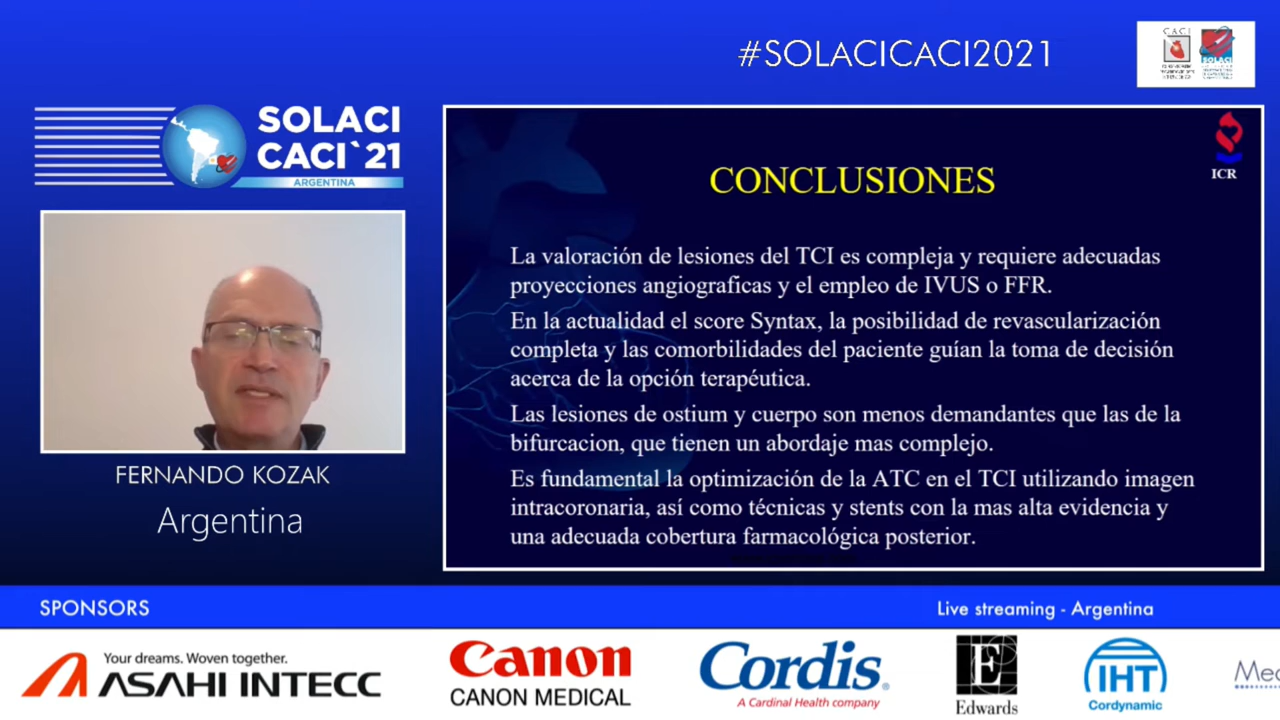 #SOLACICACI2021
CACI
SOLACI
SOLACI
CACI`21
ARGENTINA
ICR
CONCLUSIONES
La valoración de lesiones del TCI es compleja y requiere adecuadas
proyecciones angiograficas y el empleo de IVUS o FFR.
En la actualidad el score Syntax, la posibilidad de revascularización
completa y las comorbilidades del paciente guían la toma de decisión
acerca de la opción terapéutica.
Las lesiones de ostium y cuerpo son menos demandantes que las de la
bifurcacion, que tienen un abordaje mas complejo.
Es fundamental la optimización de la ATC en el TCI utilizando imagen
intracoronaria, así como técnicas y stents con la mas alta evidencia y
una adecuada cobertura farmacológica posterior.
FERNANDO KOZAK
Argentina
SPONSORS
Live streaming - Argentina
Your dreams. Woven together.
ASAHI INTECC
Canon
CANON MEDICAL
Cordis®
A Cardinal Health company
E
Edwards
IHT
Cordynamic